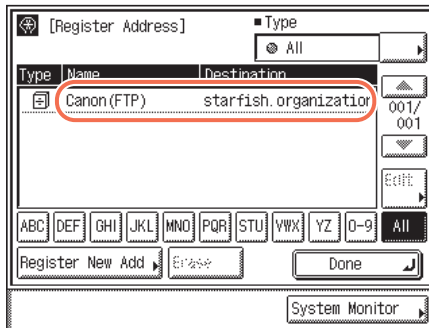 [Register Address]
■Type
All
Type Name Destination
Canon(FTP) starfish.organization
001/
001
Edit
ABC DEF GHI JKL MNO PQR STU VWX YZ 0-9 All
Register New Add Erase Done
System Monitor